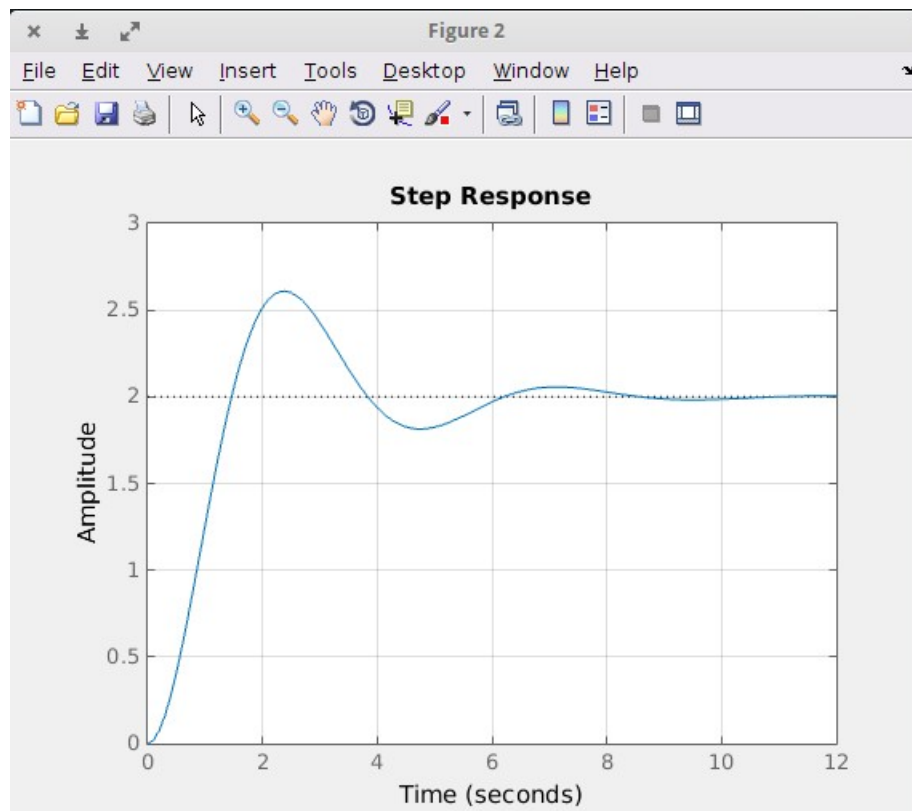 Figure 2
File Edit View Insert Tools Desktop Window Help
Step Response
3
2.5
2
1.5
1
0.5
0
Amplitude
0 2 4 6 8 10 12
Time (seconds)